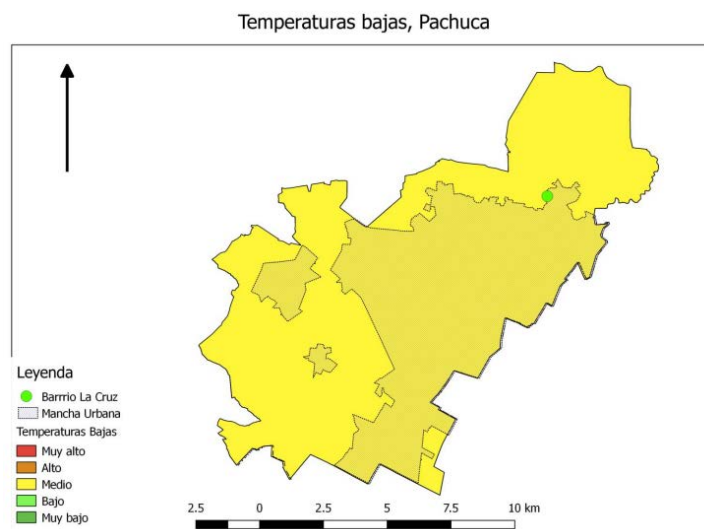 Temperaturas bajas, Pachuca
Leyenda
Barrrio La Cruz
Mancha Urbana
Temperaturas Bajas
Muy alto
Alto
Medio
Bajo
Muy bajo
2.5 0 2.5 5 7.5 10 km